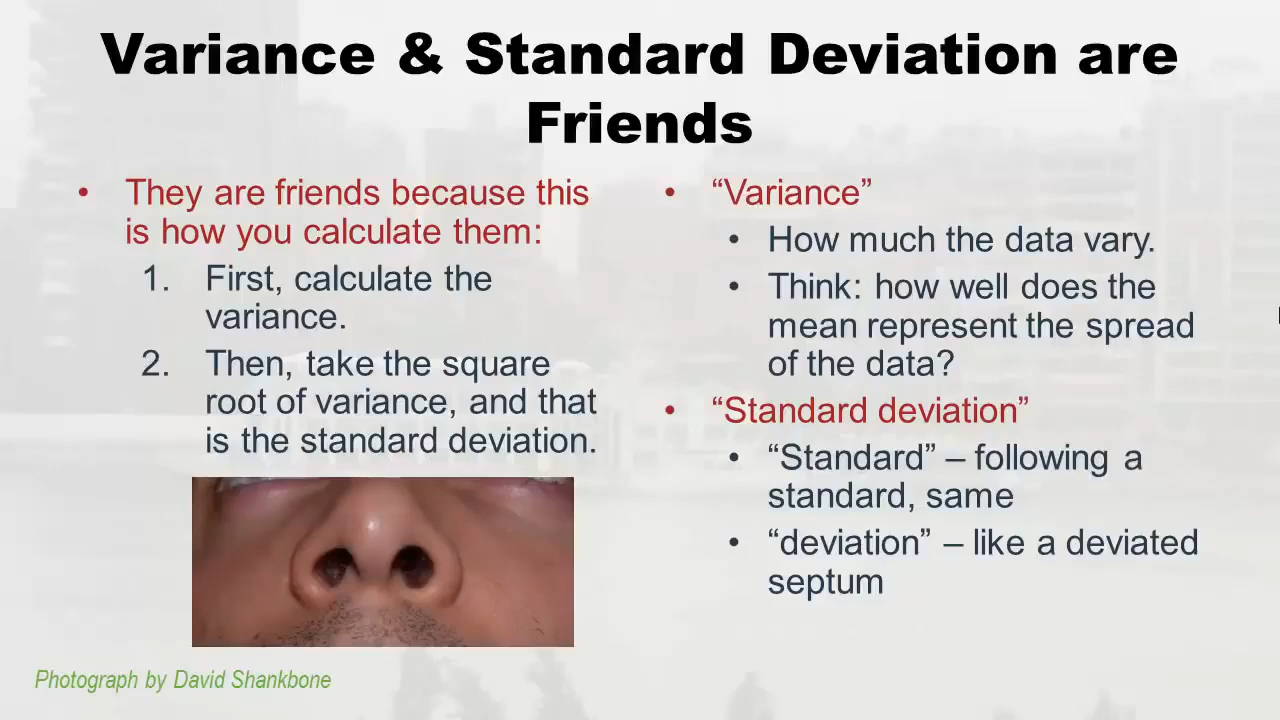 Variance & Standard Deviation are
Friends
• They are friends because this
is how you calculate them:
1. First, calculate the
variance.
2. Then, take the square
root of variance, and that
is the standard deviation.
• “Variance”
• How much the data vary.
• Think: how well does the
mean represent the spread
of the data?
• “Standard deviation”
• “Standard” – following a
standard, same
• “deviation” – like a deviated
septum
Photograph by David Shankbone